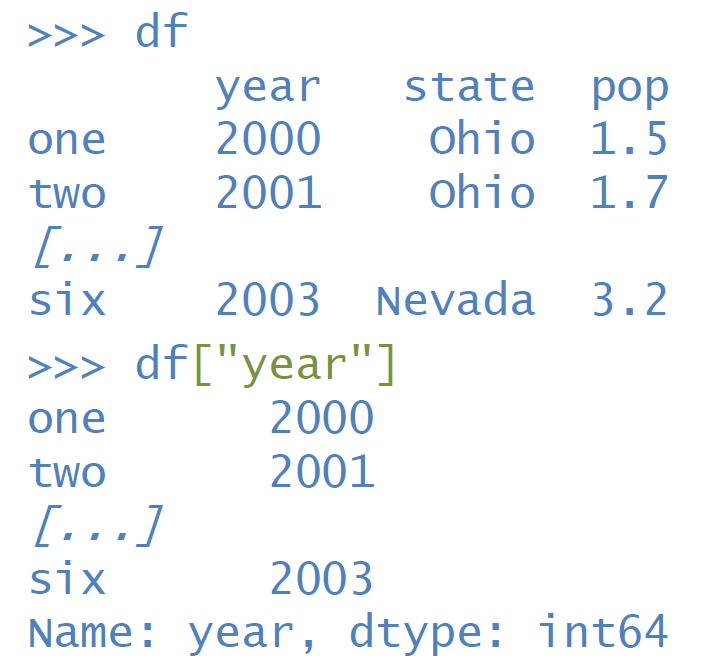 >>> df
year state pop
one 2000 Ohio 1.5
two 2001 Ohio 1.7
[...]
six 2003 Nevada 3.2
>>> df["year"]
one 2000
two 2001
[...]
six 2003
Name: year, dtype: int64